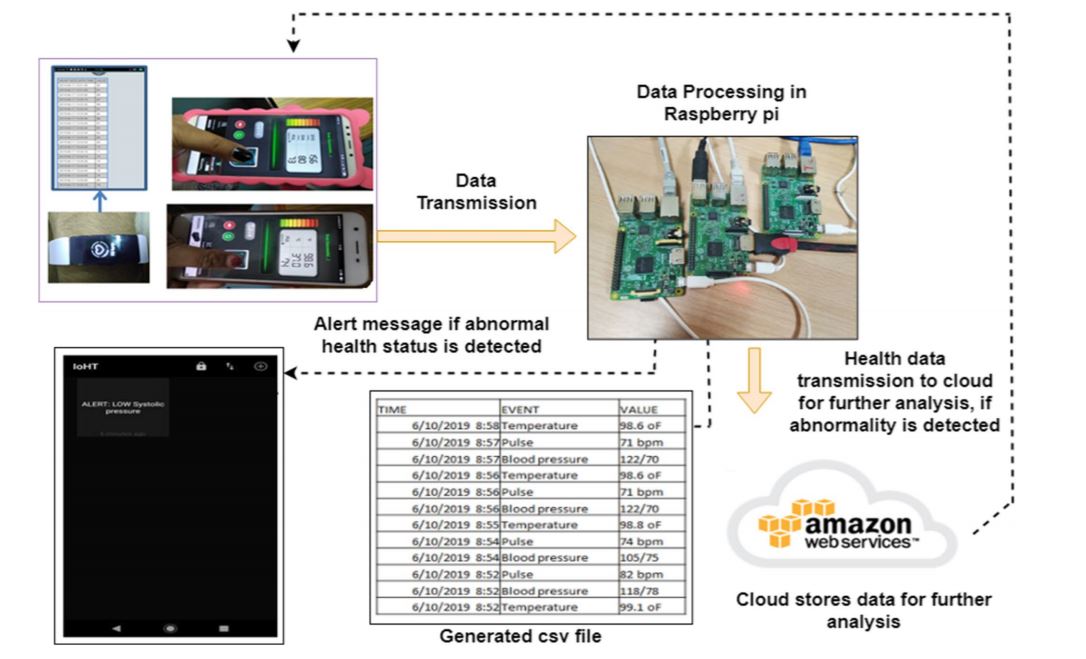 Data Processing in
Raspberry pi
Data
Transmission
Alert message if abnormal
health status is detected
IoHT
ALERT: LOW Systolic
pressure
Health data
transmission to cloud
for further analysis, if
abnormality is detected
TIME EVENT VALUE
6/10/2019 8:58 Temperature 98.6 oF
6/10/2019 8:57 Pulse 71 bpm
6/10/2019 8:57 Blood pressure 122/70
6/10/2019 8:56 Temperature 98.6 oF
6/10/2019 8:56 Pulse 71 bpm
6/10/2019 8:56 Blood pressure 122/70
6/10/2019 8:55 Temperature 98.8 oF
6/10/2019 8:54 Pulse 74 bpm
6/10/2019 8:54 Blood pressure 105/75
6/10/2019 8:52 Pulse 82 bpm
6/10/2019 8:52 Blood pressure 118/78
6/10/2019 8:52 Temperature 99.1 oF
Generated csv file
amazon
webservices™
Cloud stores data for further
analysis